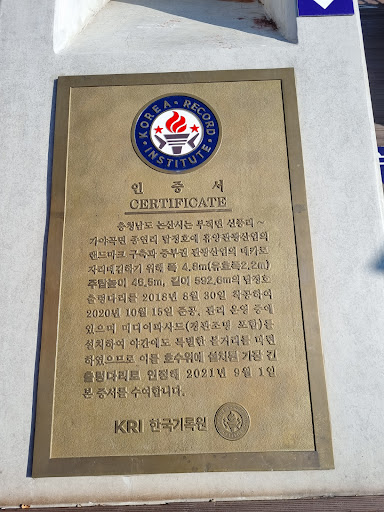 KOREA RECORD INSTITUTE
인 증 서
CERTIFICATE
충청남도 논산시는 부적면 신풍리 ~
가야곡면 종연리 탑정호에 휴양관광산업의
랜드마크 구축과 중부권 관광산업의 메카로
자리매김하기 위해 폭 4.8m(유효폭2.2m)
주탑높이 46.5m, 길이 592.6m의 탑정호
출렁다리를 2018년 8월 30일 착공하여
2020년 10월 15일 준공, 관리 운영 중에
있으며 미디어파사드(경관조명 포함)를
설치하여 야간에도 특별한 볼거리를 마련
하였으므로 이를 호수위에 설치된 가장 긴
출렁다리로 인정해 2021년 9월 1일
본 증서를 수여합니다.
KRI 한국기록원